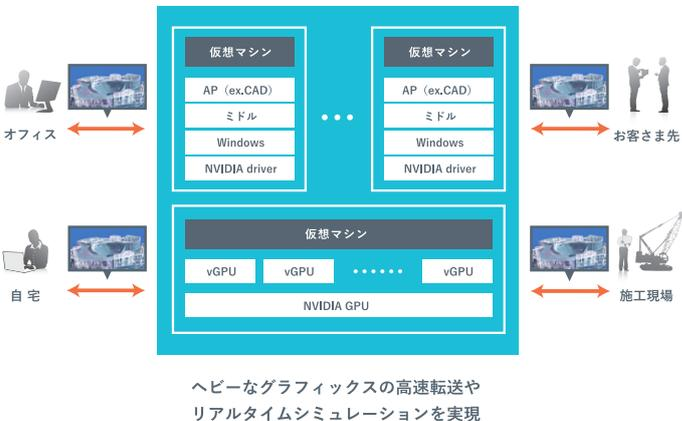 仮想マシン
AP（ex.CAD）
ミドル
Windows
NVIDIA driver
仮想マシン
AP（ex.CAD）
ミドル
Windows
NVIDIA driver
オフィス
お客さま先
仮想マシン
vGPU
vGPU
vGPU
NVIDIA GPU
自宅
施工現場
ヘビーなグラフィックスの高速転送や
リアルタイムシミュレーションを実現